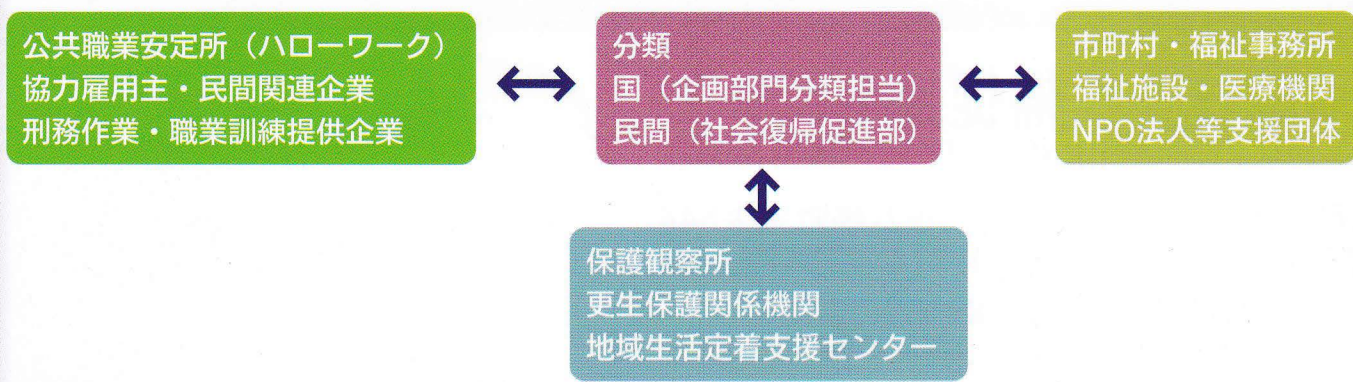 公共職業安定所（ハローワーク）
協力雇用主・民間関連企業
刑務作業・職業訓練提供企業
分類
国（企画部門分類担当）
民間（社会復帰促進部）
市町村・福祉事務所
福祉施設・医療機関
NPO法人等支援団体
保護観察所
更生保護関係機関
地域生活定着支援センター